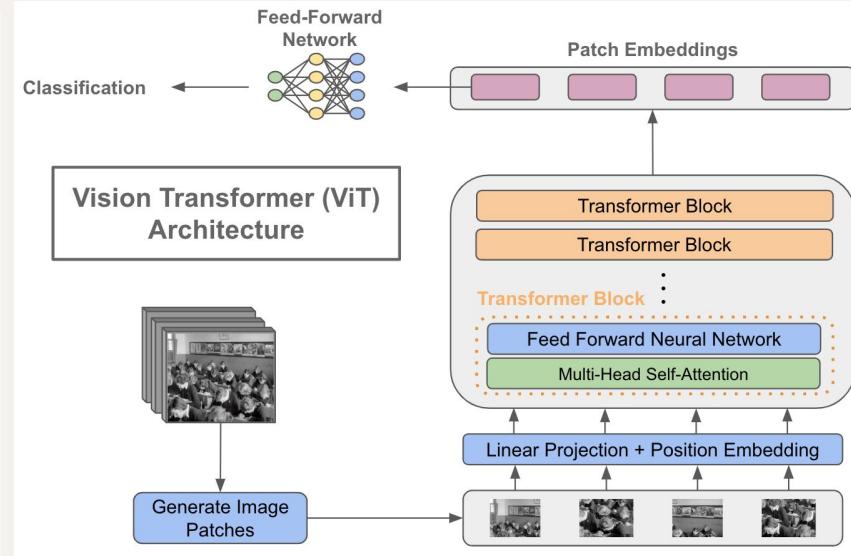 Feed-Forward
Network
Patch Embeddings
Classification
Vision Transformer (ViT)
Architecture
Transformer Block
Transformer Block
Transformer Block
Feed Forward Neural Network
Multi-Head Self-Attention
Linear Projection + Position Embedding
Generate Image
Patches